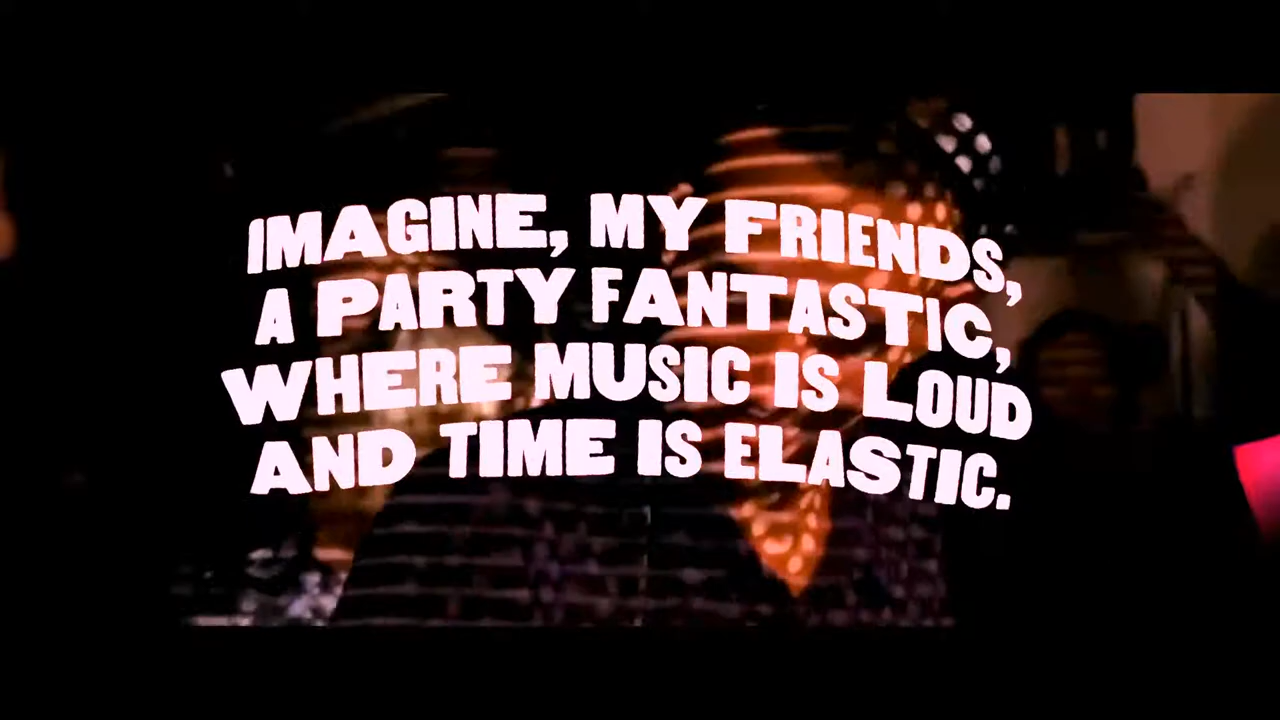 IMAGINE, MY FRIENDS,
A PARTY FANTASTIC,
WHERE MUSIC IS LOUD
AND TIME IS ELASTIC.